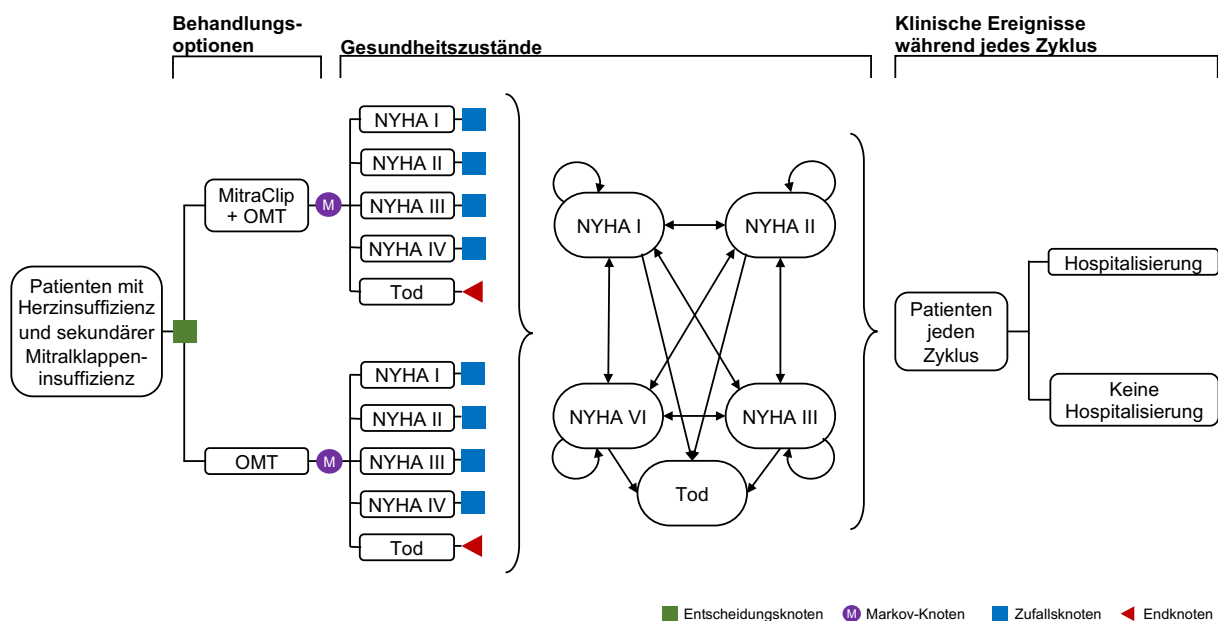 Behandlungs-
optionen
Gesundheitszustände
Klinische Ereignisse
während jedes Zyklus
Patienten mit
Herzinsuffizienz
und sekundärer
Mitralklappen-
insuffizienz
MitraClip
+ OMT
M
NYHA I
NYHA II
NYHA III
NYHA IV
Tod
OMT
M
NYHA I
NYHA II
NYHA III
NYHA IV
Tod
NYHA I
NYHA II
NYHA VI
NYHA III
Tod
Patienten
jeden
Zyklus
Hospitalisierung
Keine
Hospitalisierung
Entscheidungsknoten
M Markov-Knoten
Zufallsknoten
Endknoten